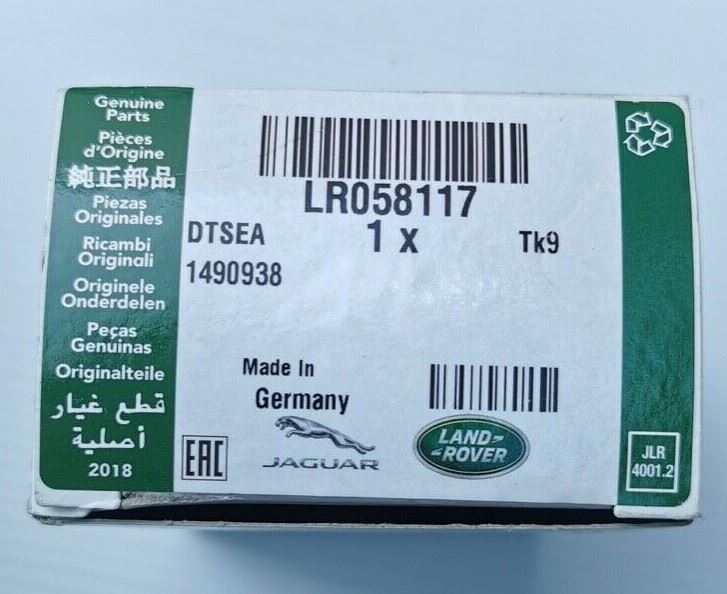 Genuine
Parts
Pièces
d'Origine
純正部品
Piezas
Originales
Ricambi
Originali
Originele
Onderdelen
Peças
Genuinas
Originalteile
قطع غيار
أصلية
2018
LR058117
DTSEA
1 x
Tk9
1490938
Made In
Germany
EAC
JAGUAR
LAND-
-ROVER
JLR
4001.2